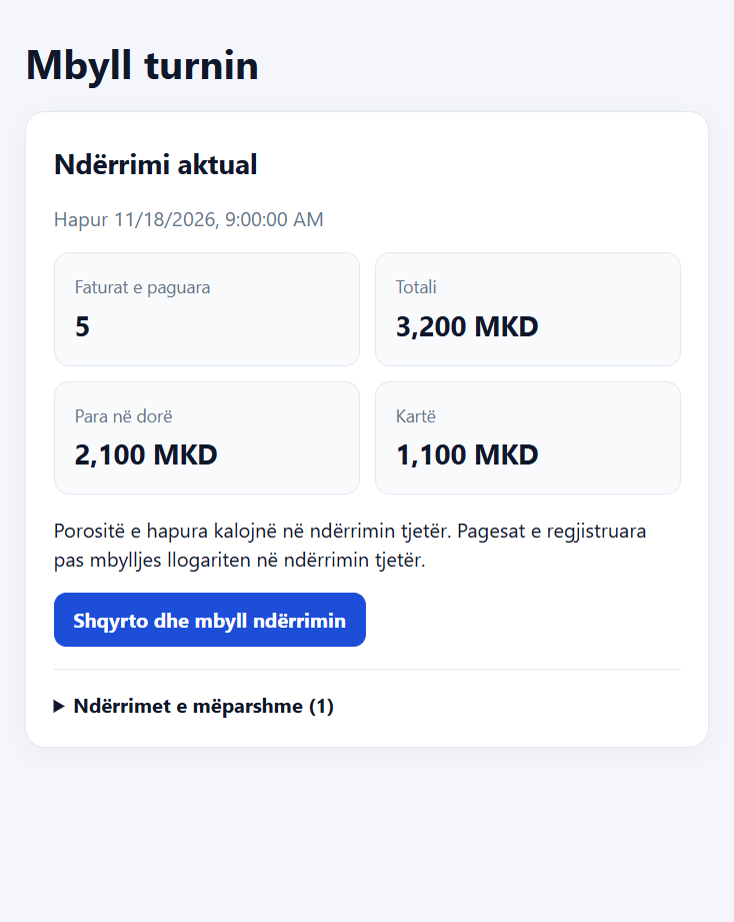 Mbyll turnin
Ndërrimi aktual
Hapur 11/18/2026, 9:00:00 AM
Faturat e paguara
5
Totali
3,200 MKD
Para në dorë
2,100 MKD
Kartë
1,100 MKD
Porositë e hapura kalojnë në ndërrimin tjetër. Pagesat e regjistruara
pas mbylljes llogariten në ndërrimin tjetër.
Shqyrto dhe mbyll ndërrimin
Ndërrimet e mëparshme (1)